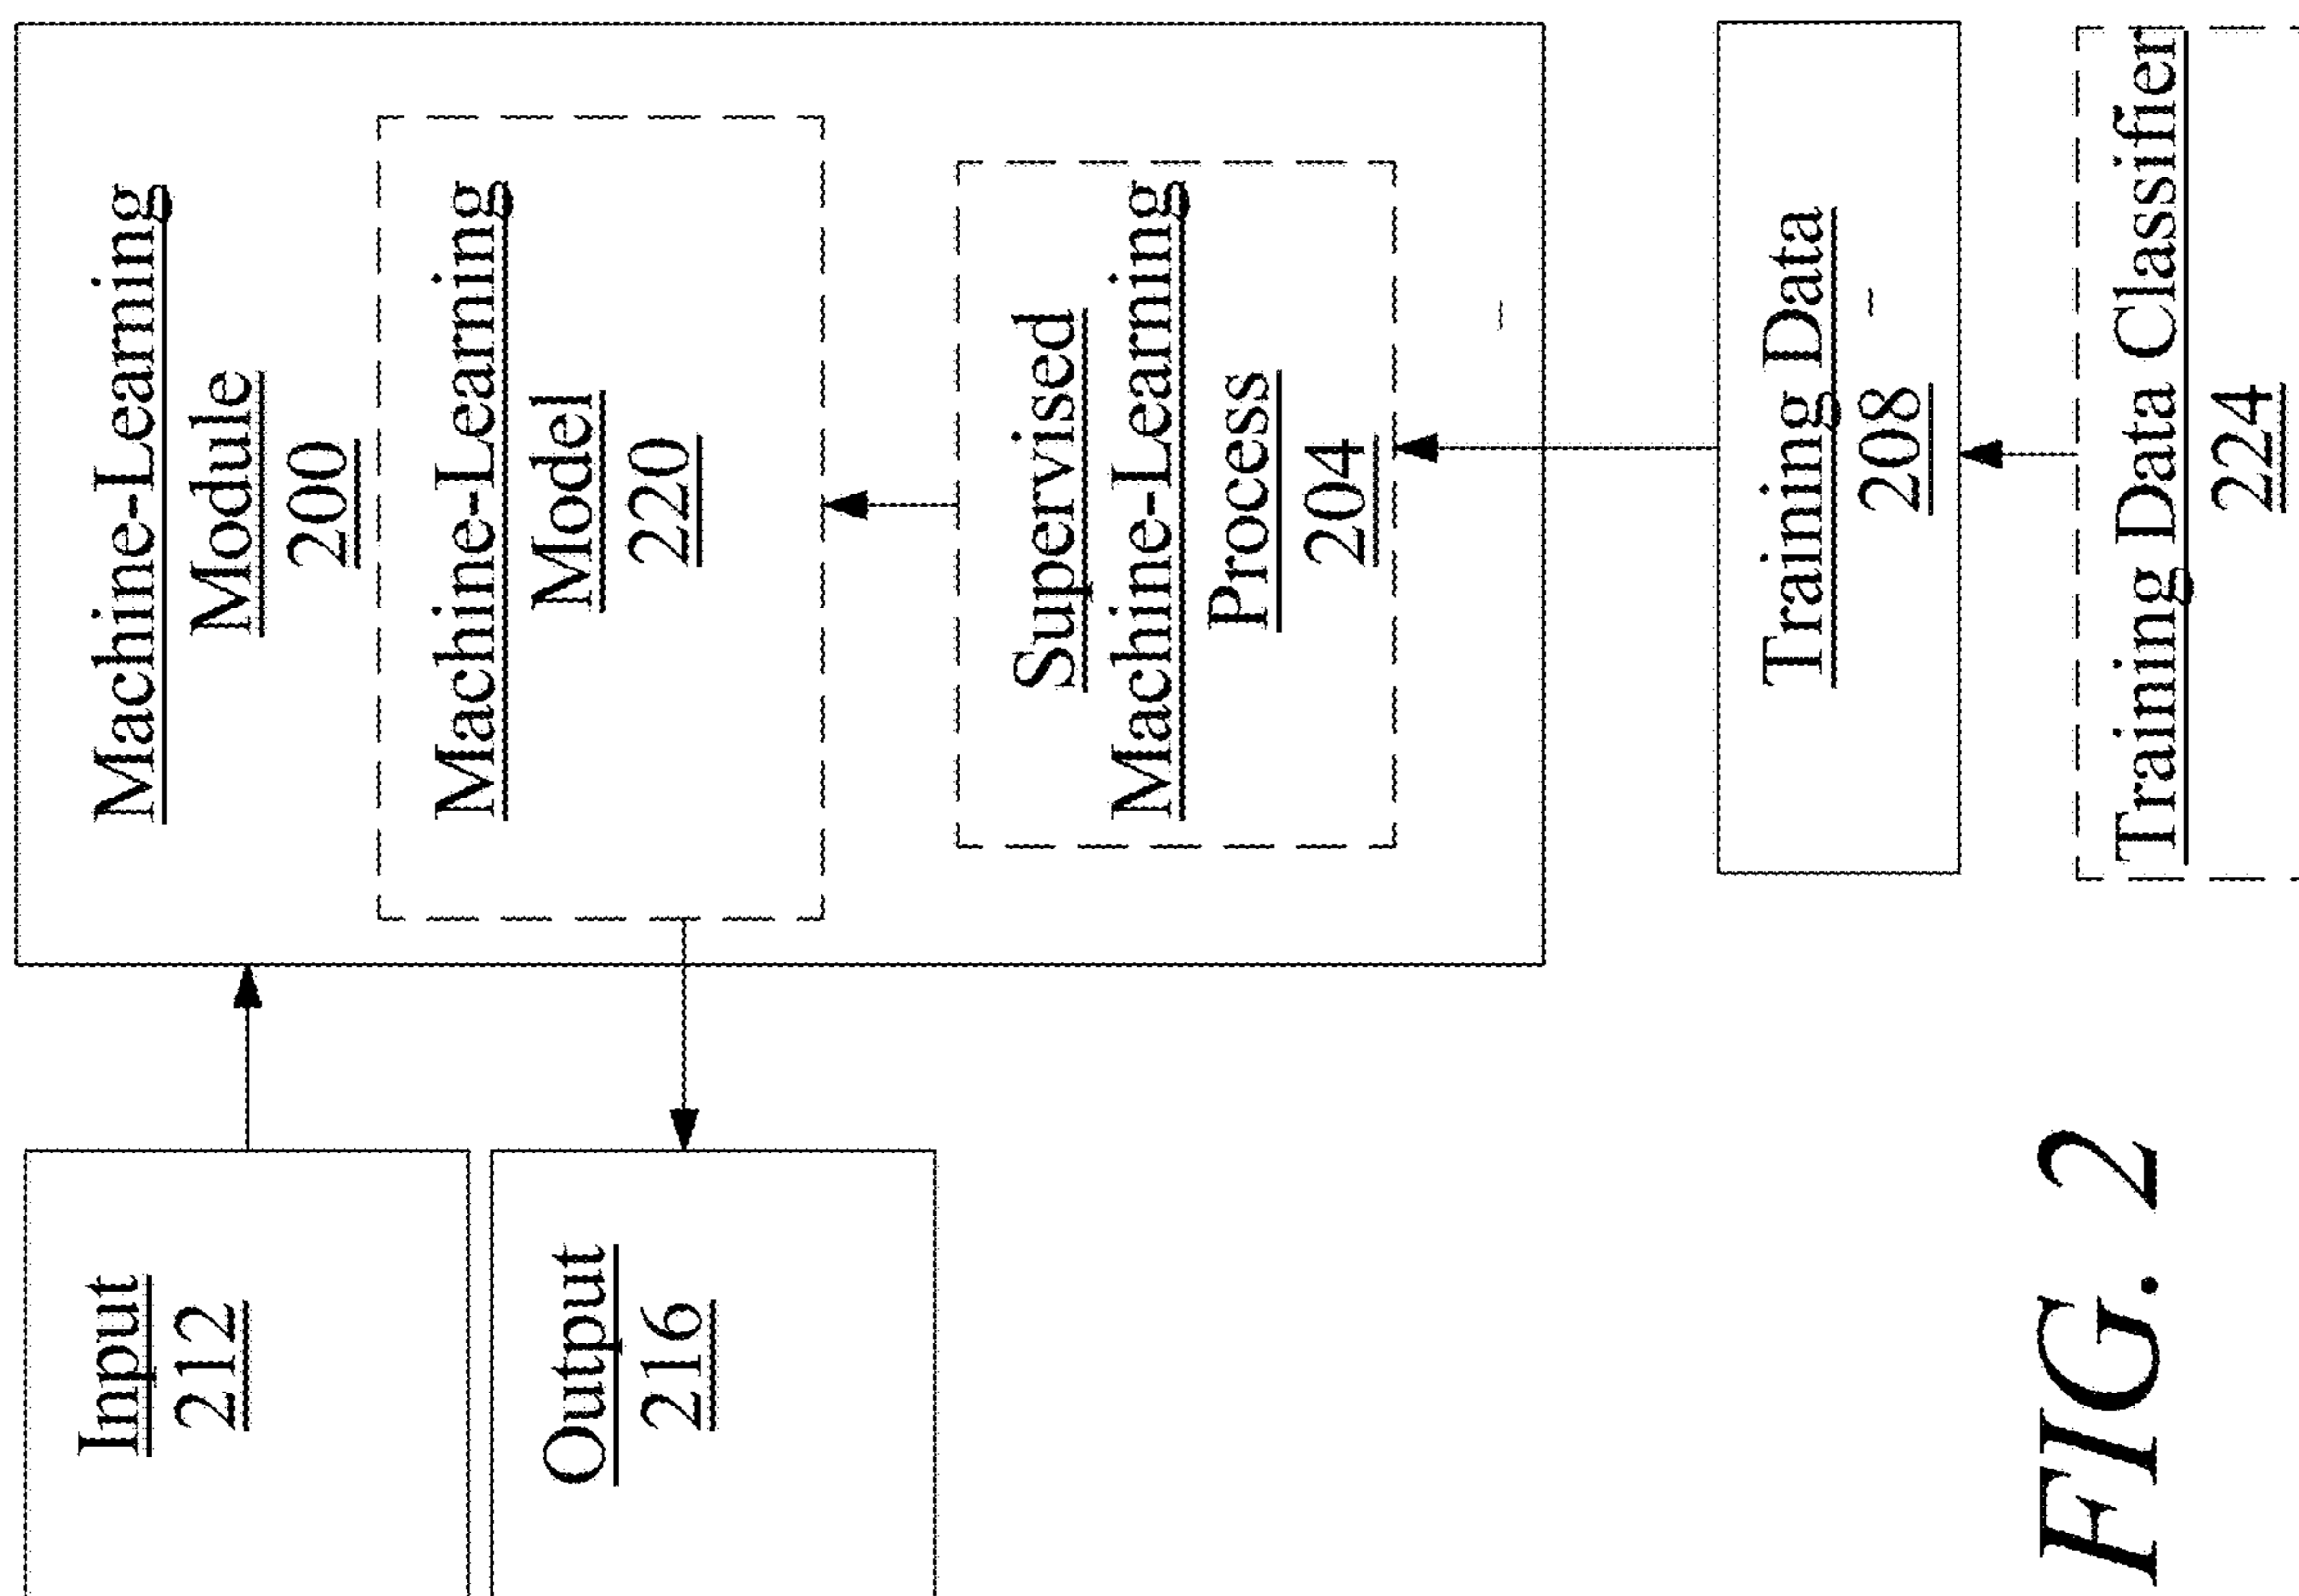 Input
212
Output
216
Machine-Learning
Module
200
Machine-Learning
Model
220
Supervised
Machine-Learning
Process
204
Training Data
208
Training Data Classifier
224
FIG. 2